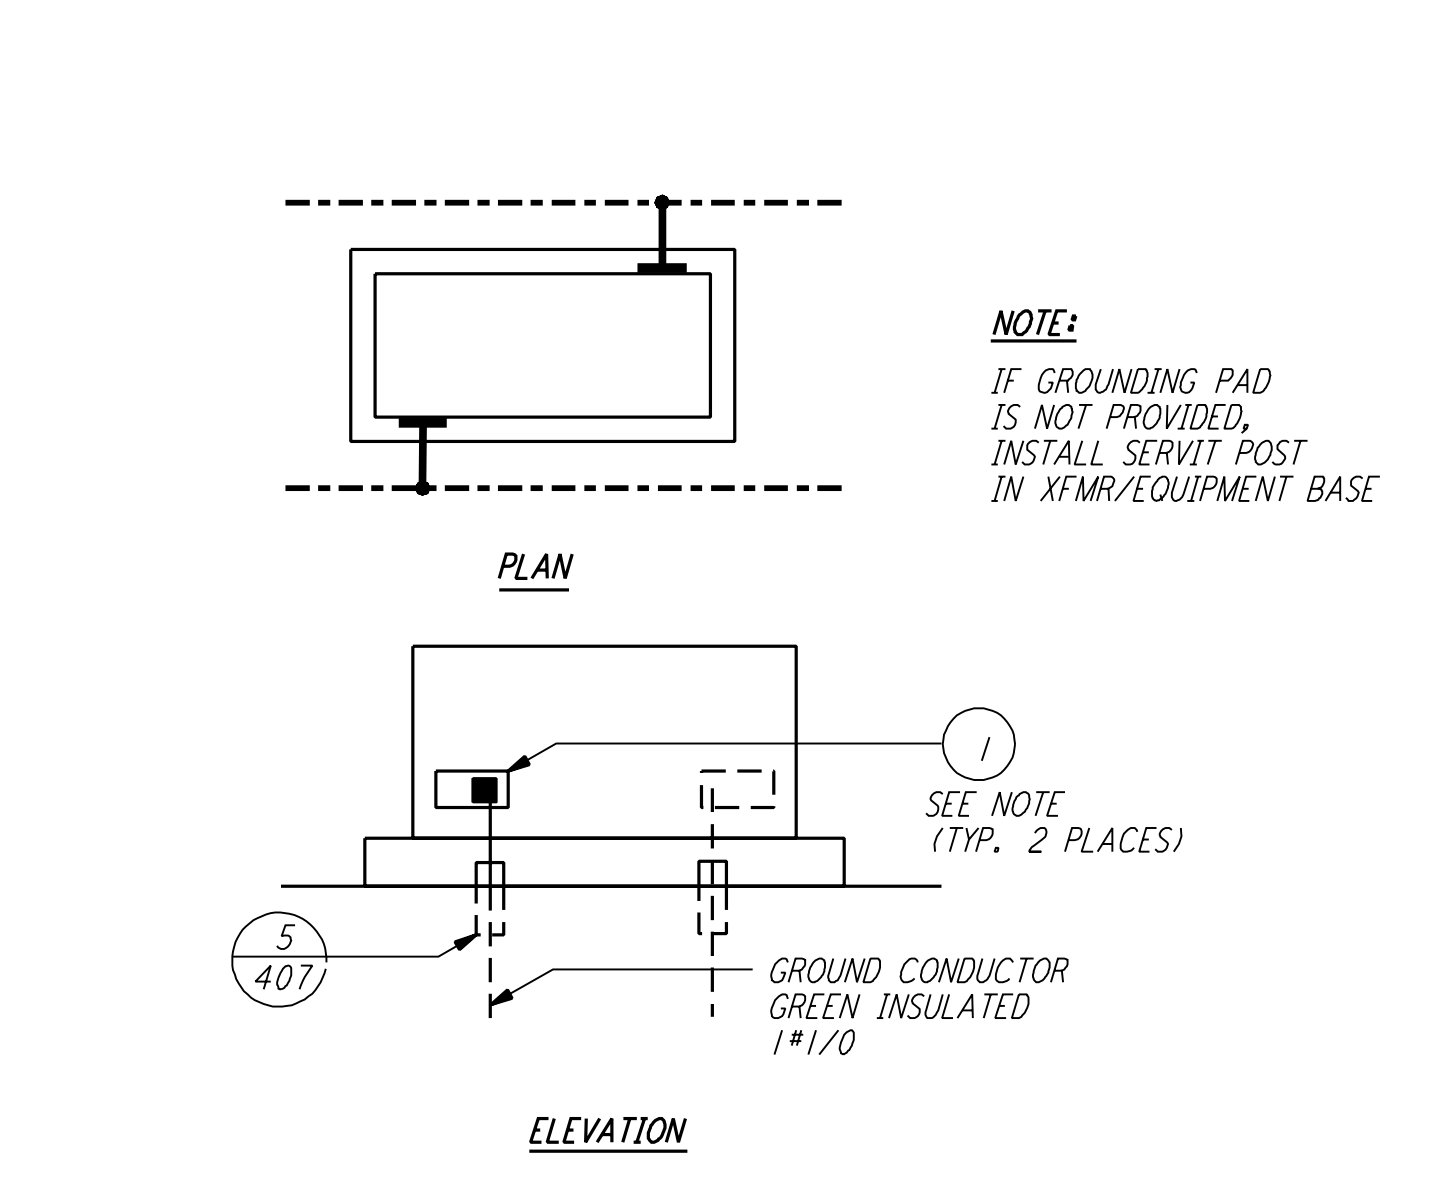 NOTE:
IF GROUNDING PAD
IS NOT PROVIDED,
INSTALL SERVIT POST
IN XFMR/EQUIPMENT BASE
PLAN
1
SEE NOTE
(TYP. 2 PLACES)
5
407
GROUND CONDUCTOR
GREEN INSULATED
1#1/0
ELEVATION